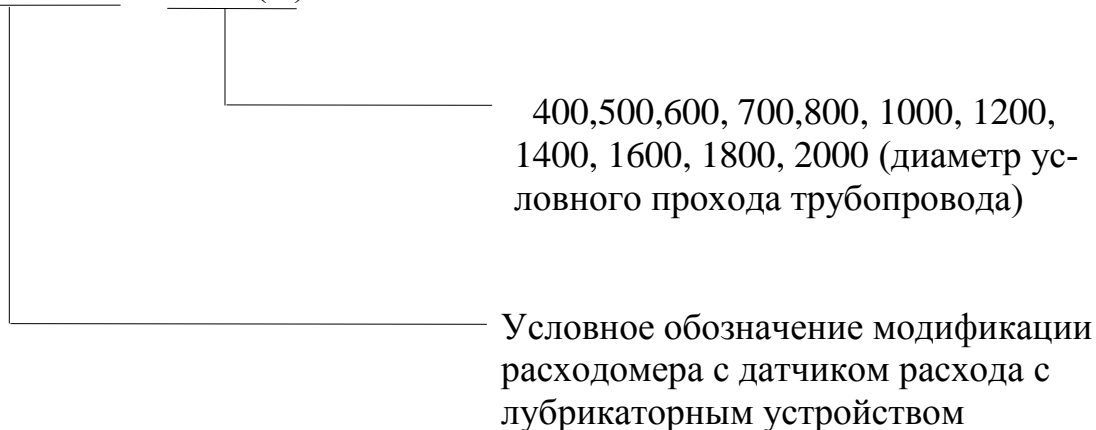 400,500,600, 700,800, 1000, 1200,
1400, 1600, 1800, 2000 (диаметр ус-
ловного прохода трубопровода)
Условное обозначение модификации
расходомера с датчиком расхода с
лубрикаторным устройством